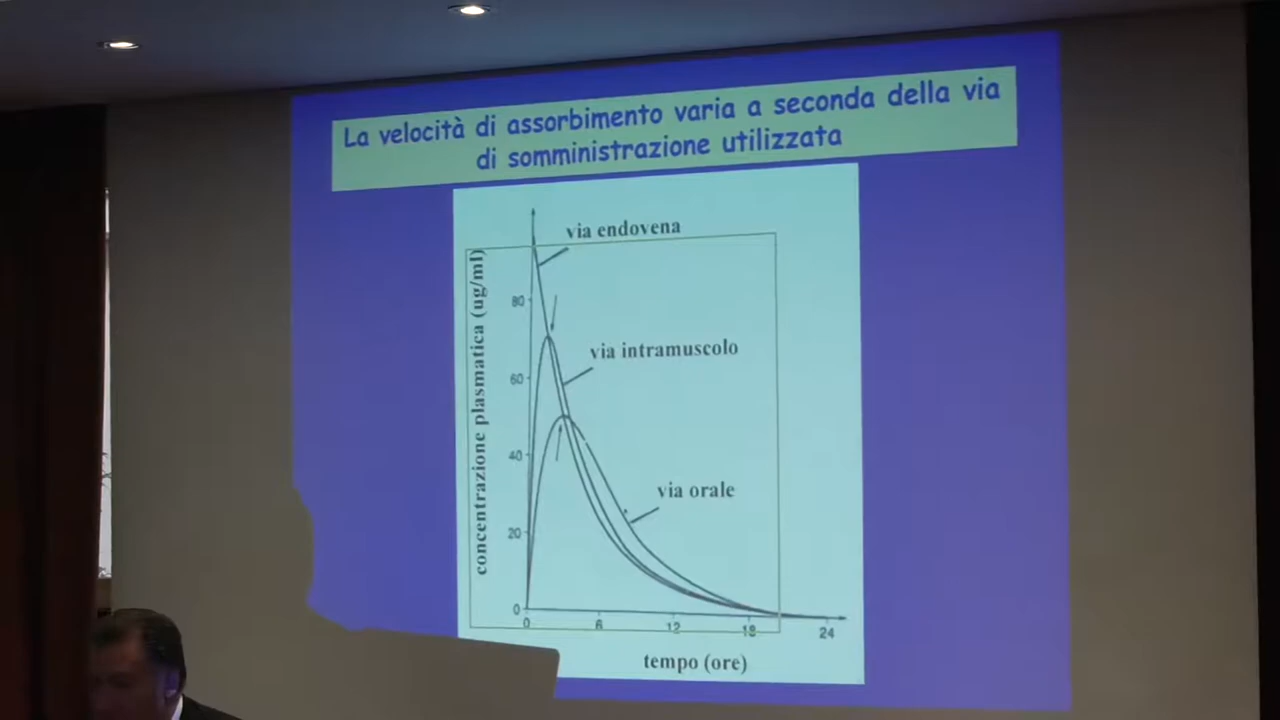 La velocità di assorbimento varia a seconda della via
di somministrazione utilizzata
via endovena
via intramuscolo
via orale
concentrazione plasmatica (ug/ml)
80
60
40
20
0
0 6 12 18 24
tempo (ore)